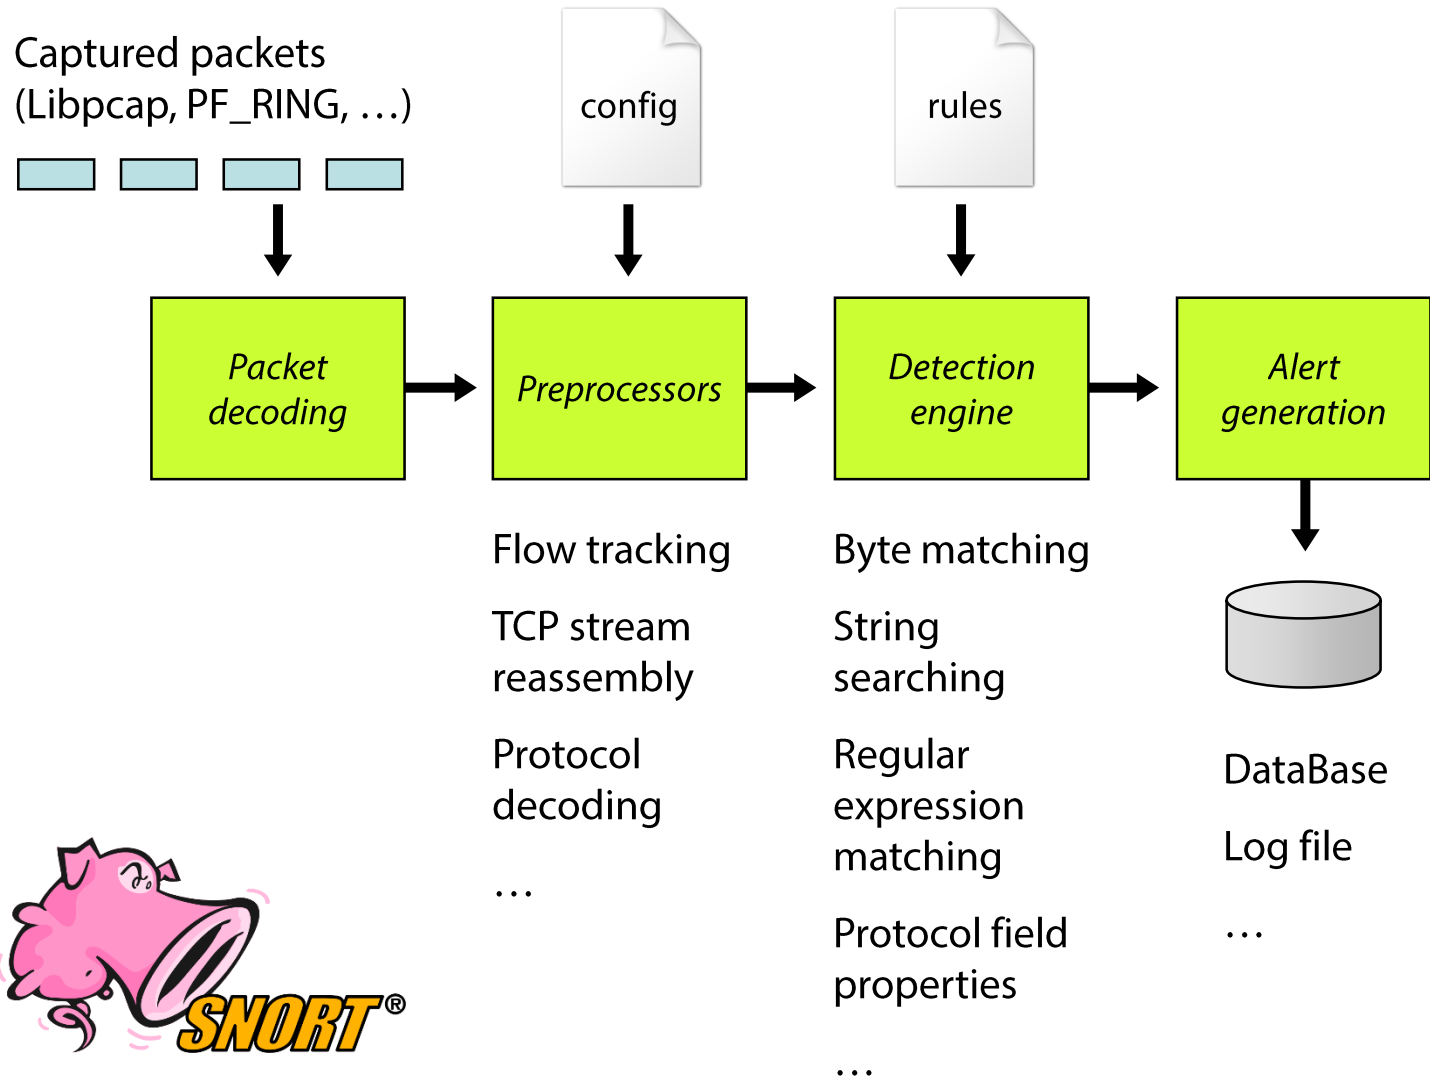 Captured packets
(Libpcap, PF_RING, …)
config
rules
Packet
decoding
Preprocessors
Detection
engine
Alert
generation
Flow tracking
TCP stream
reassembly
Protocol
decoding
…
Byte matching
String
searching
Regular
expression
matching
Protocol field
properties
…
DataBase
Log file
…
SNORT®